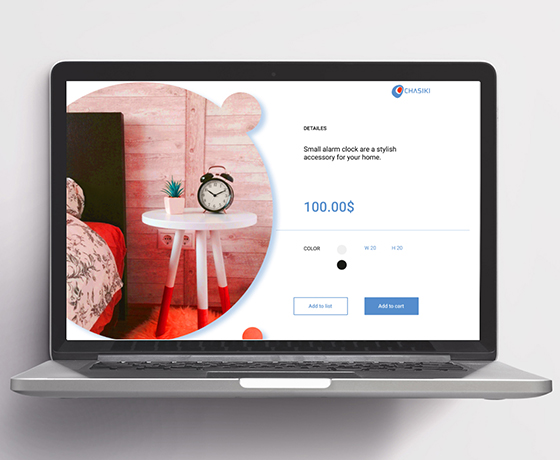 CHASIKI
DETAILES
Small alarm clock are a stylish
accessory for your home.
100.00$
COLOR
W 20
H 20
Add to list
Add to cart